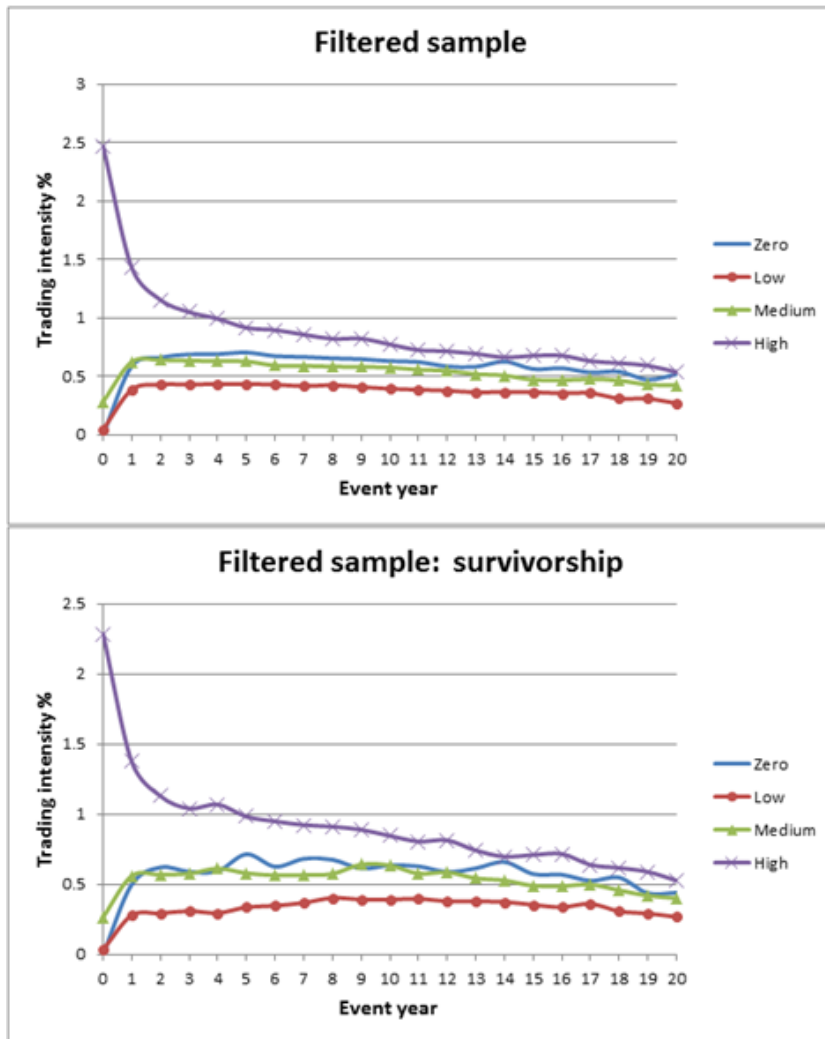 Filtered sample
3
2.5
2
1.5
1
0.5
0
Trading intensity %
0 1 2 3 4 5 6 7 8 9 10 11 12 13 14 15 16 17 18 19 20
Event year
Zero
Low
Medium
High
Filtered sample: survivorship
2.5
2
1.5
1
0.5
0
Trading intensity %
0 1 2 3 4 5 6 7 8 9 10 11 12 13 14 15 16 17 18 19 20
Event year
Zero
Low
Medium
High